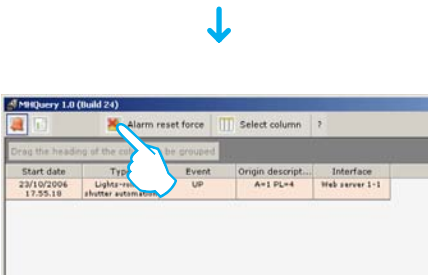 MHQuery 1.0 (Build 24)
Alarm reset force Select column ?
Drag the heading of the col be grouped
Start date Typ Event Origin descript... Interface
23/10/2006 17.55.18 Lights-ro shutter automation UP A=1 PL=4 Web server 1-1